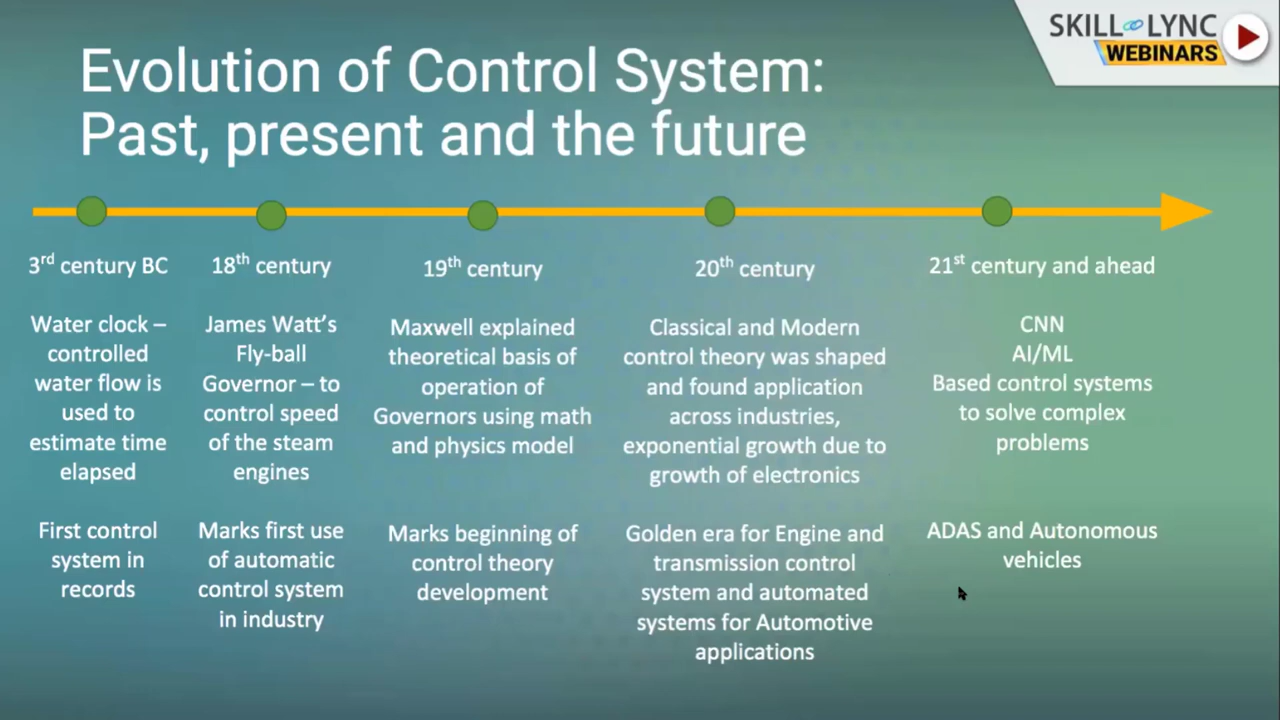 SKILL LYNC
WEBINARS
Evolution of Control System:
Past, present and the future
3rd century BC
Water clock –
controlled
water flow is
used to
estimate time
elapsed
First control
system in
records
18th century
James Watt's
Fly-ball
Governor – to
control speed
of the steam
engines
Marks first use
of automatic
control system
in industry
19th century
Maxwell explained
theoretical basis of
operation of
Governors using math
and physics model
Marks beginning of
control theory
development
20th century
Classical and Modern
control theory was shaped
and found application
across industries,
exponential growth due to
growth of electronics
Golden era for Engine and
transmission control
system and automated
systems for Automotive
applications
21st century and ahead
CNN
AI/ML
Based control systems
to solve complex
problems
ADAS and Autonomous
vehicles